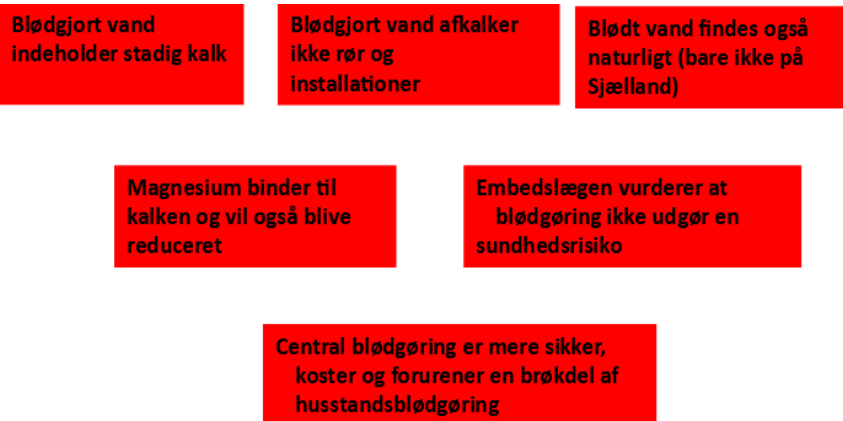 Blødgjort vand
indeholder stadig kalk
Blødgjort vand afkalker
ikke rør og
installationer
Blødt vand findes også
naturligt (bare ikke på
Sjælland)
Magnesium binder til
kalken og vil også blive
reduceret
Embedslægen vurderer at
blødgøring ikke udgør en
sundhedsrisiko
Central blødgøring er mere sikker,
koster og forurener en brøkdel af
husstandsblødgøring